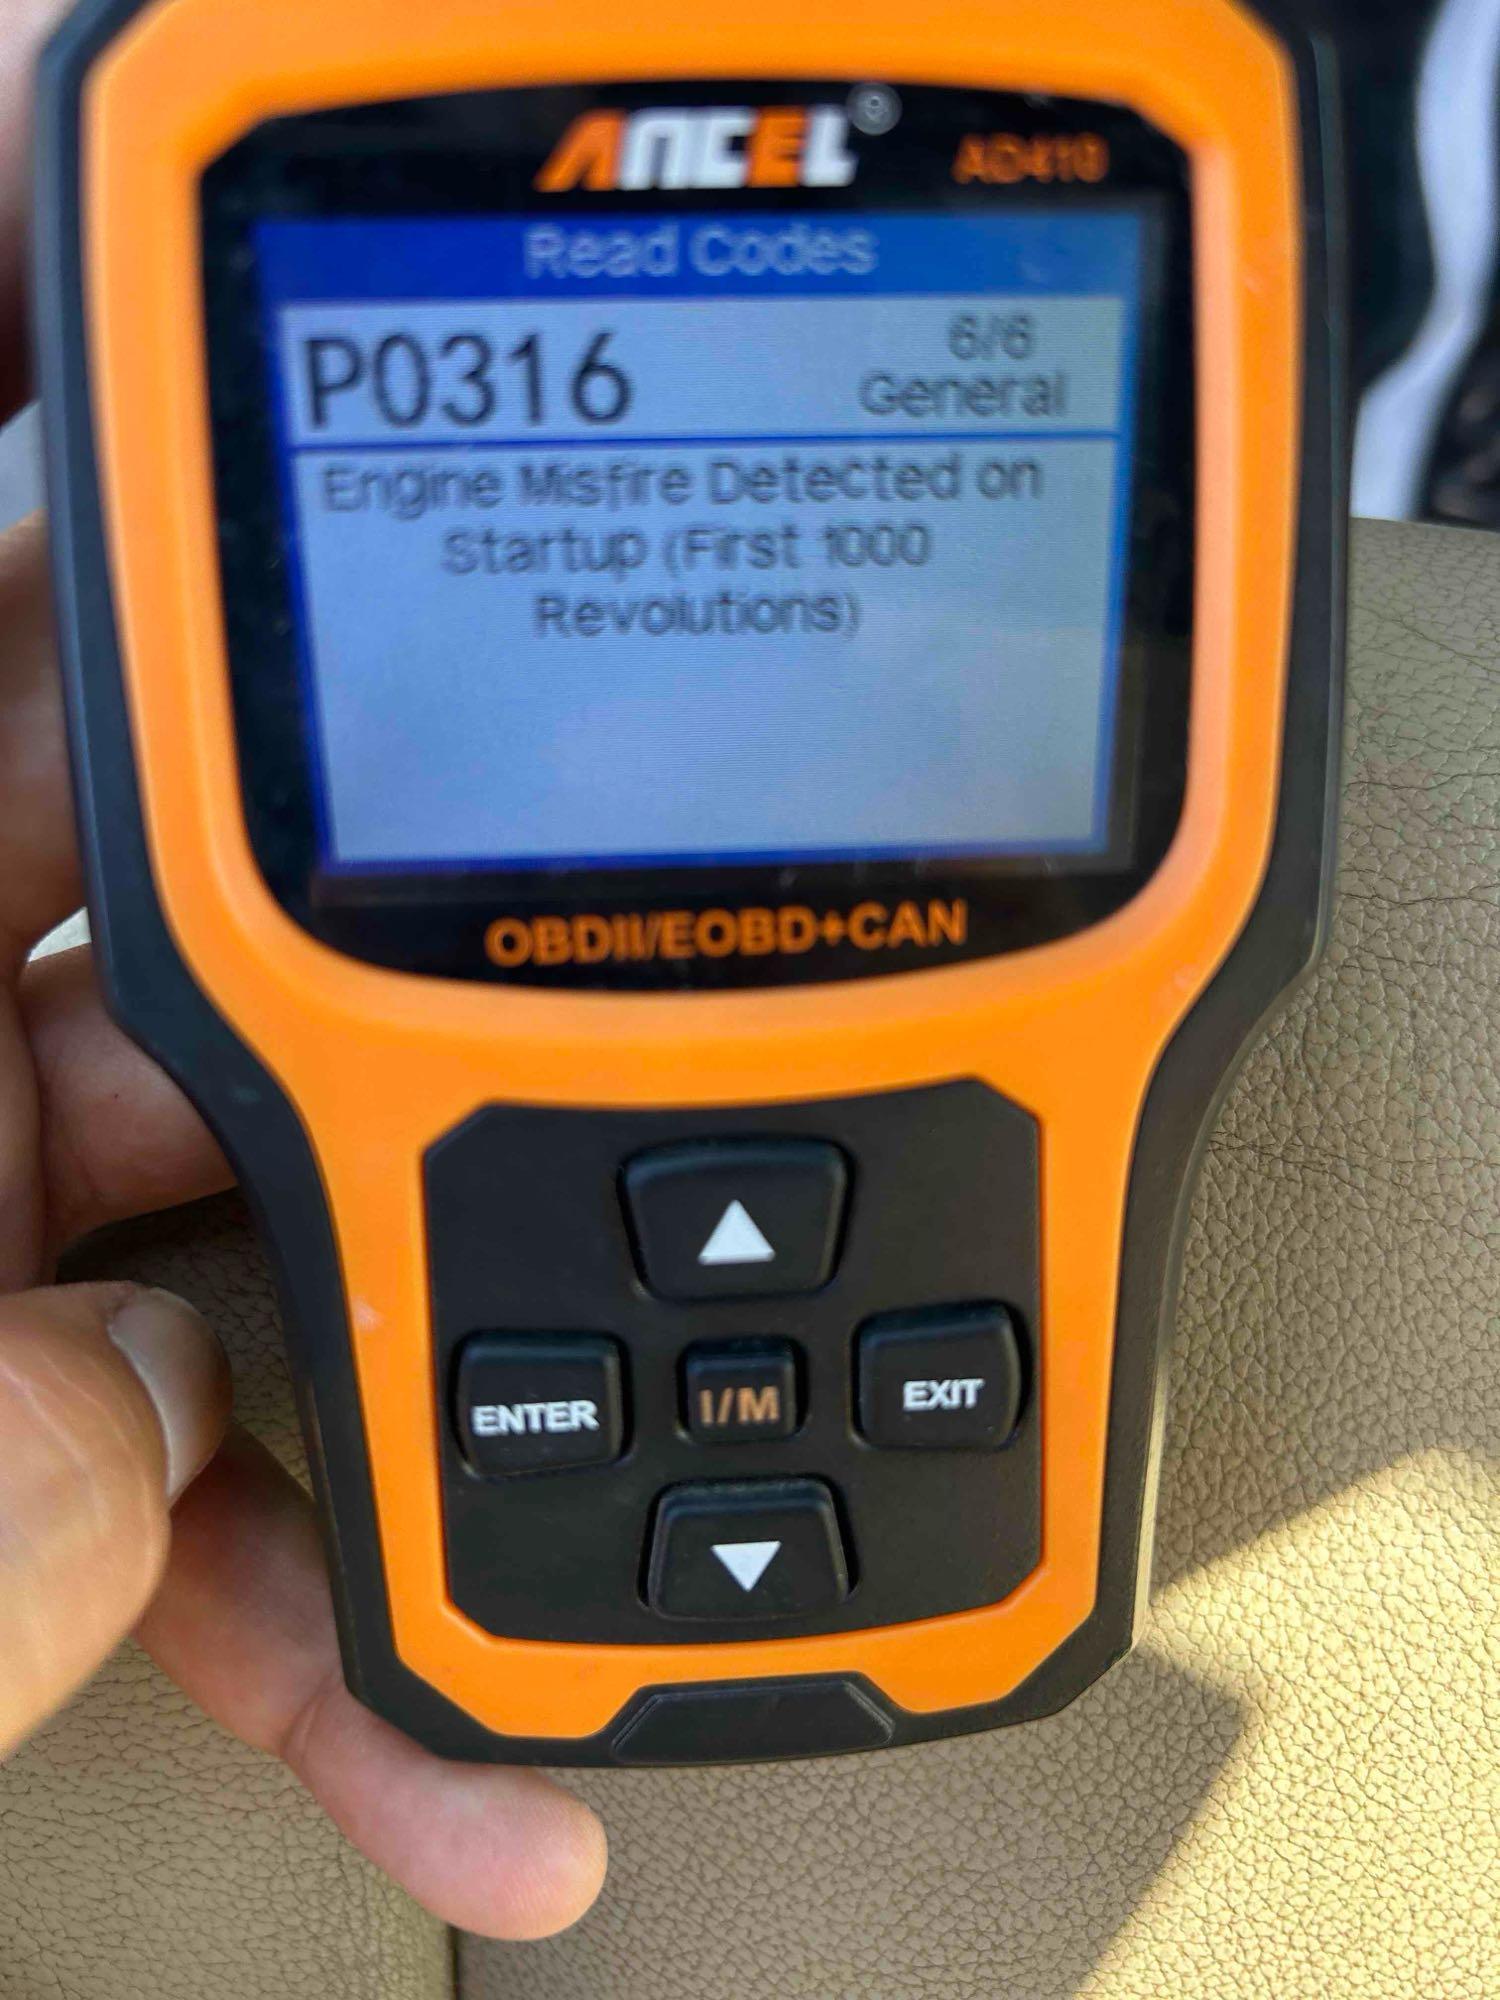 ANCEL®
AD410
Read Codes
P0316
6/6
General
Engine Misfire Detected on
Startup (First 1000
Revolutions)
OBDII/EOBD+CAN
ENTER
I/M
EXIT